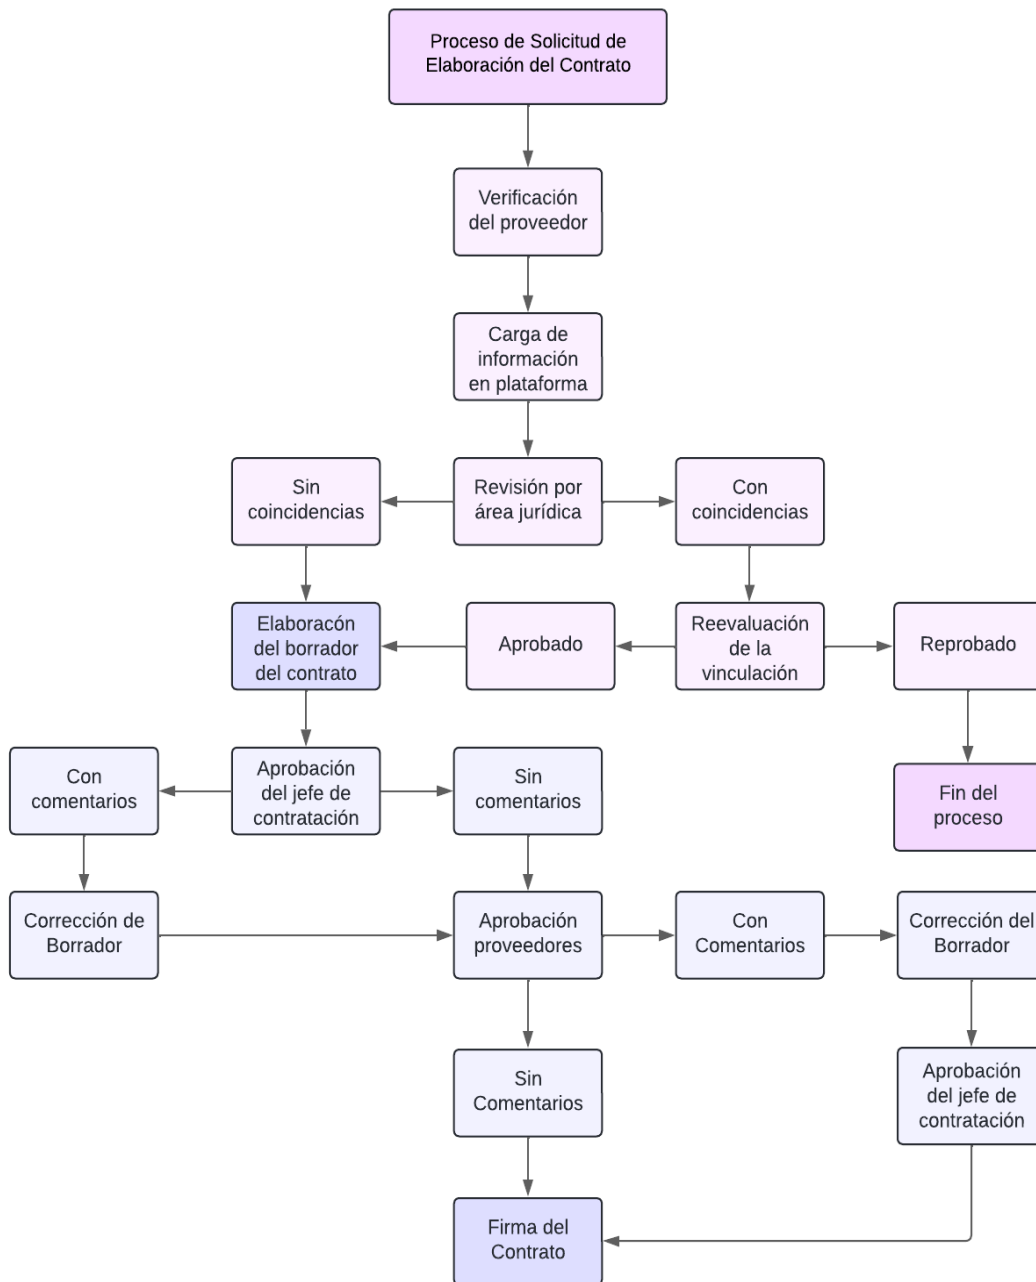 Proceso de Solicitud de
Elaboración del Contrato
Verificación
del proveedor
Carga de
información
en plataforma
Sin
coincidencias
Revisión por
área jurídica
Con
coincidencias
Elaboracón
del borrador
del contrato
Aprobado
Reevaluación
de la
vinculación
Reprobado
Con
comentarios
Aprobación
del jefe de
contratación
Sin
comentarios
Fin del
proceso
Corrección de
Borrador
Aprobación
proveedores
Con
Comentarios
Corrección del
Borrador
Sin
Comentarios
Aprobación
del jefe de
contratación
Firma del
Contrato